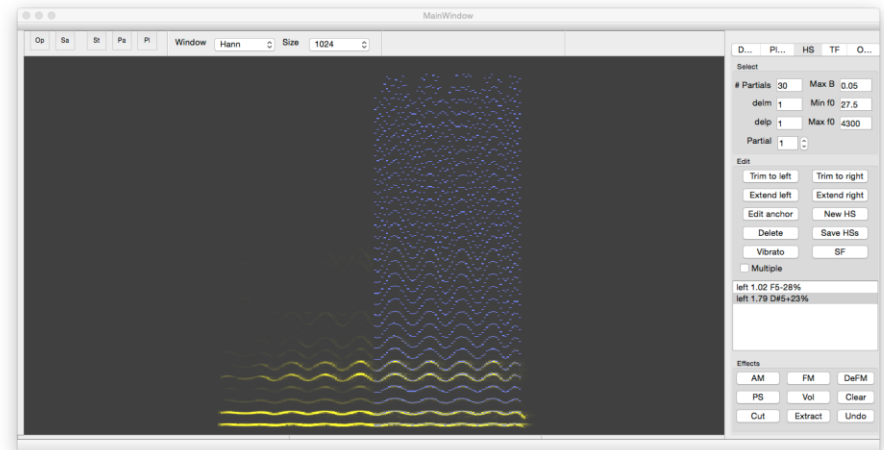 MainWindow
Op Sa St Pa Pl Window Hann Size 1024
D... Pl... HS TF O...
Select
# Partials 30 Max B 0.05
delm 1 Min f0 27.5
delp 1 Max f0 4300
Partial 1
Edit
Trim to left Trim to right
Extend left Extend right
Edit anchor New HS
Delete Save HSs
Vibrato SF
Multiple
left 1.02 F5-28%
left 1.79 D#5+23%
Effects
AM FM DeFM
PS Vol Clear
Cut Extract Undo